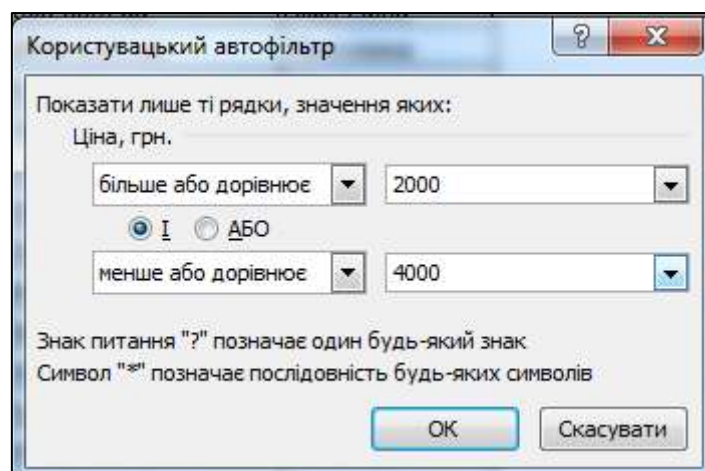 Користувацький автофільтр
Показати лише ті рядки, значення яких:
Ціна, грн.
більше або дорівнює 2000
І АБО
менше або дорівнює 4000
Знак питання "?" позначає один будь-який знак
Символ "*" позначає послідовність будь-яких символів
ОК Скасувати